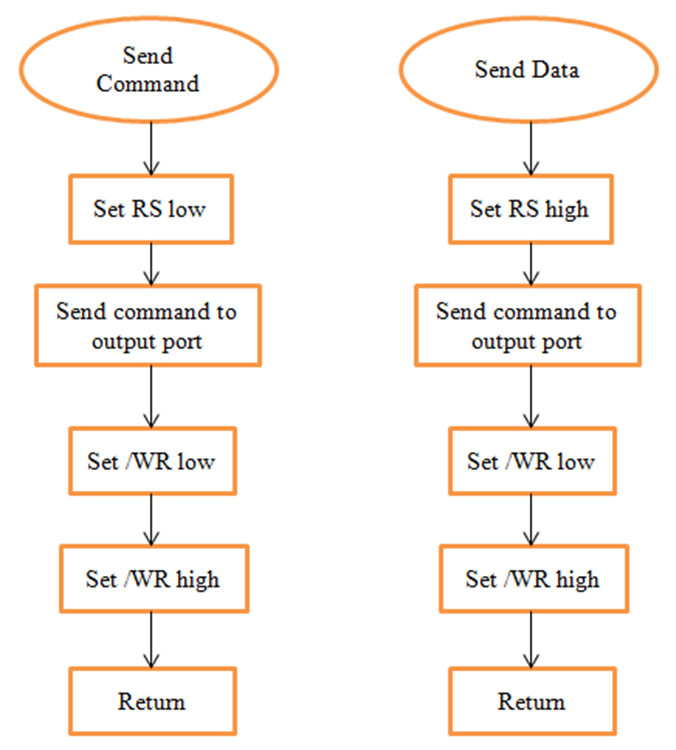 Send
Command
Set RS low
Send command to
output port
Set /WR low
Set /WR high
Return
Send Data
Set RS high
Send command to
output port
Set /WR low
Set /WR high
Return